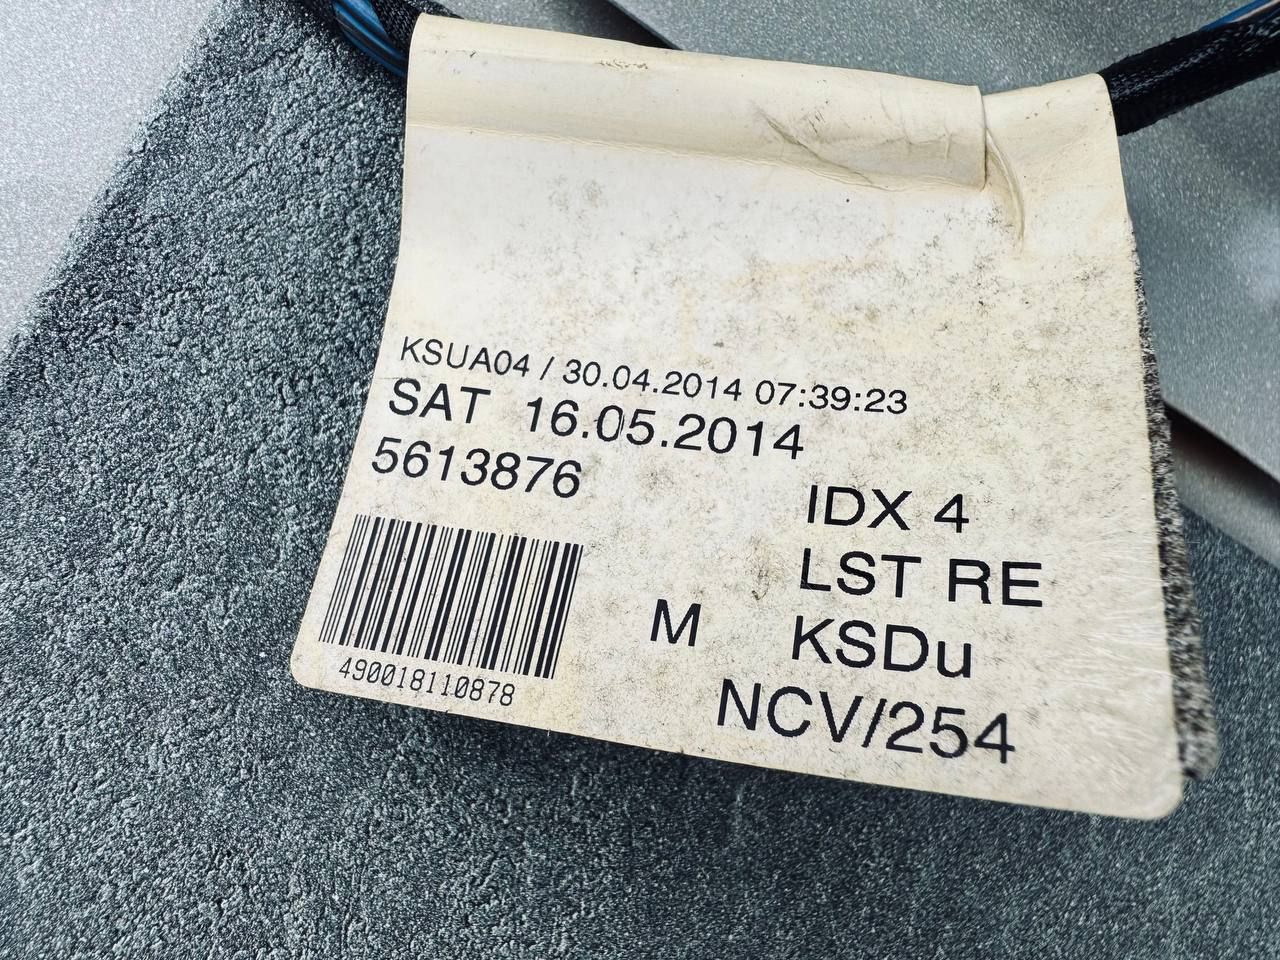 KSUA04 / 30.04.2014 07:39:23
SAT 16.05.2014
5613876
IDX 4
LST RE
M KSDu
490018110878
NCV/254